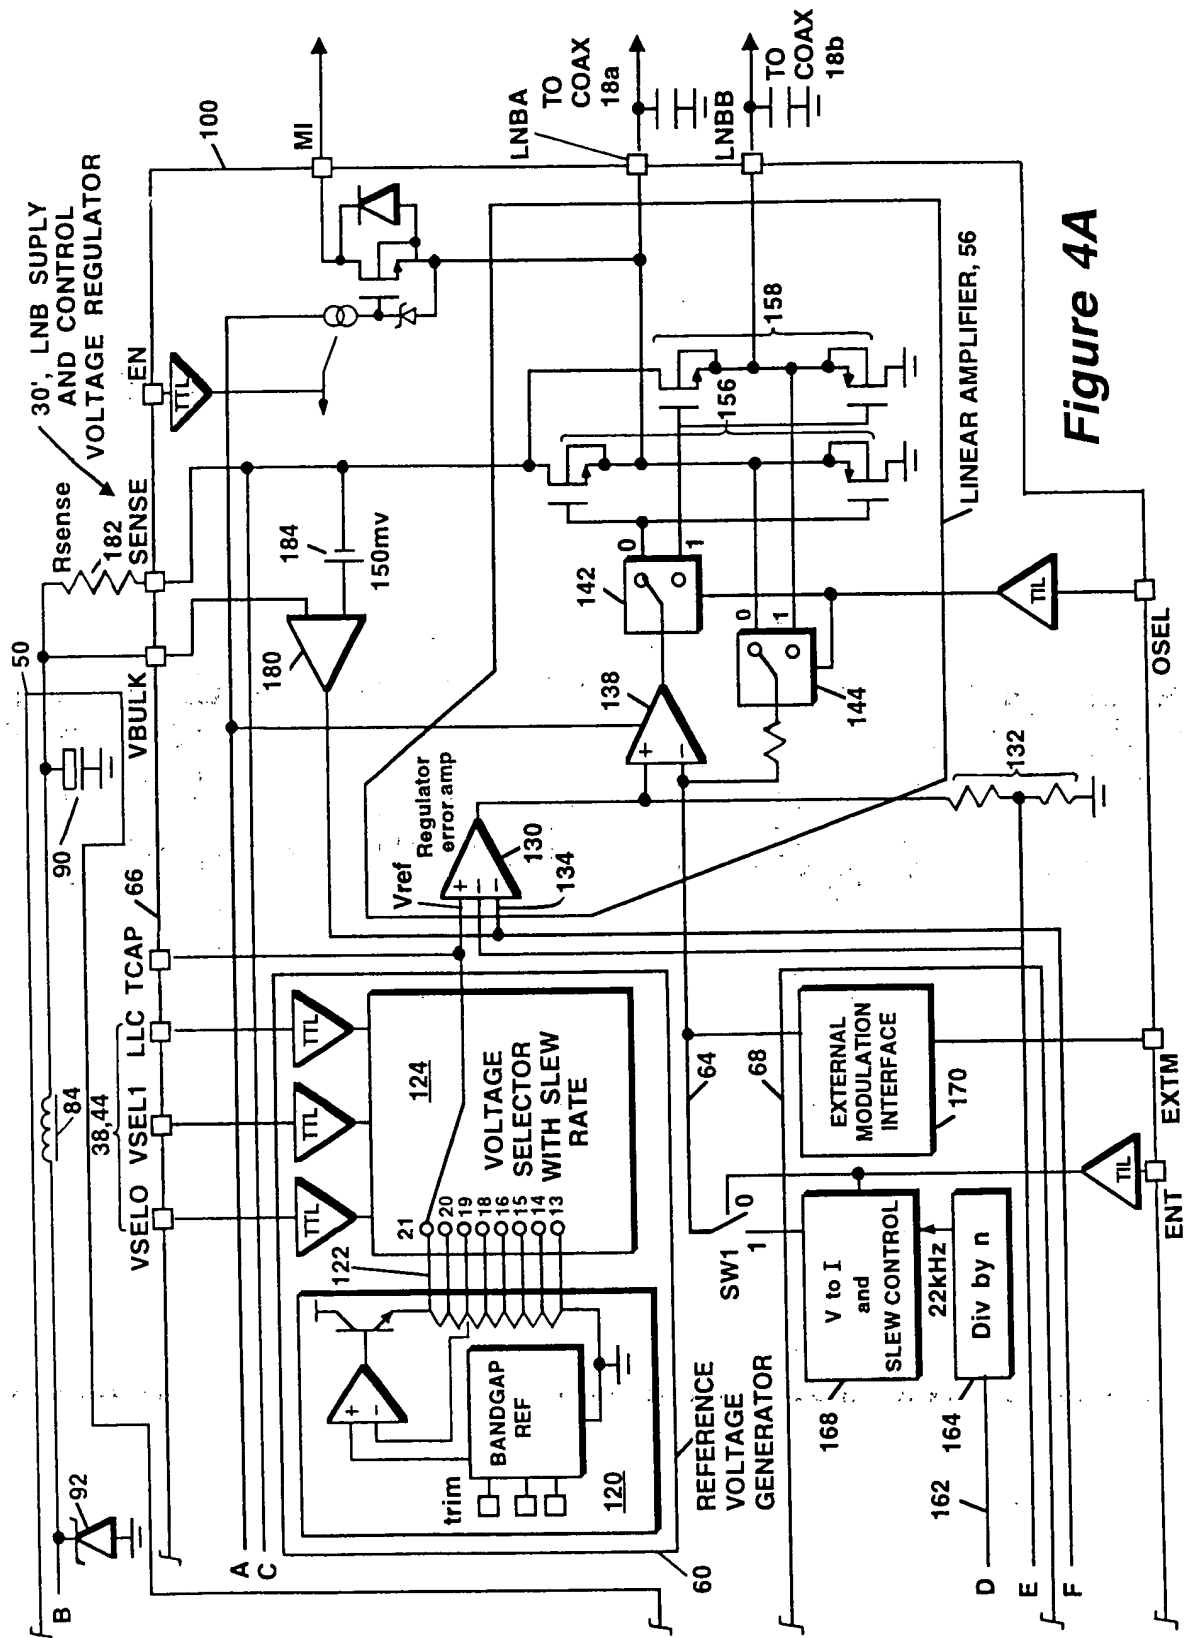 30', LNB SUPLY
AND CONTROL
VOLTAGE REGULATOR
50
90
66
84
38,44
92
B
VSELO
VSEL1
LLC
TCAP
VBULK
Rsense
182
SENSE
EN
100
MI
TTL
TTL
TTL
TTL
A
C
180
184
150mv
LNBA
TO
COAX
18a
LNBB
TO
COAX
18b
122
124
21
20
19
18
16
15
14
13
VOLTAGE
SELECTOR
WITH SLEW
RATE
+
−
BANDGAP
REF
trim
120
60
REFERENCE
VOLTAGE
GENERATOR
Vref
Regulator
error amp
+
−
−
130
134
138
+
−
142
0
1
144
0
1
156
158
132
LINEAR AMPLIFIER, 56
64
68
SW1
1
0
EXTERNAL
MODULATION
INTERFACE
170
V to I
and
SLEW CONTROL
168
22kHz
Div by n
164
162
D
E
F
TIL
TIL
ENT
EXTM
OSEL
Figure 4A